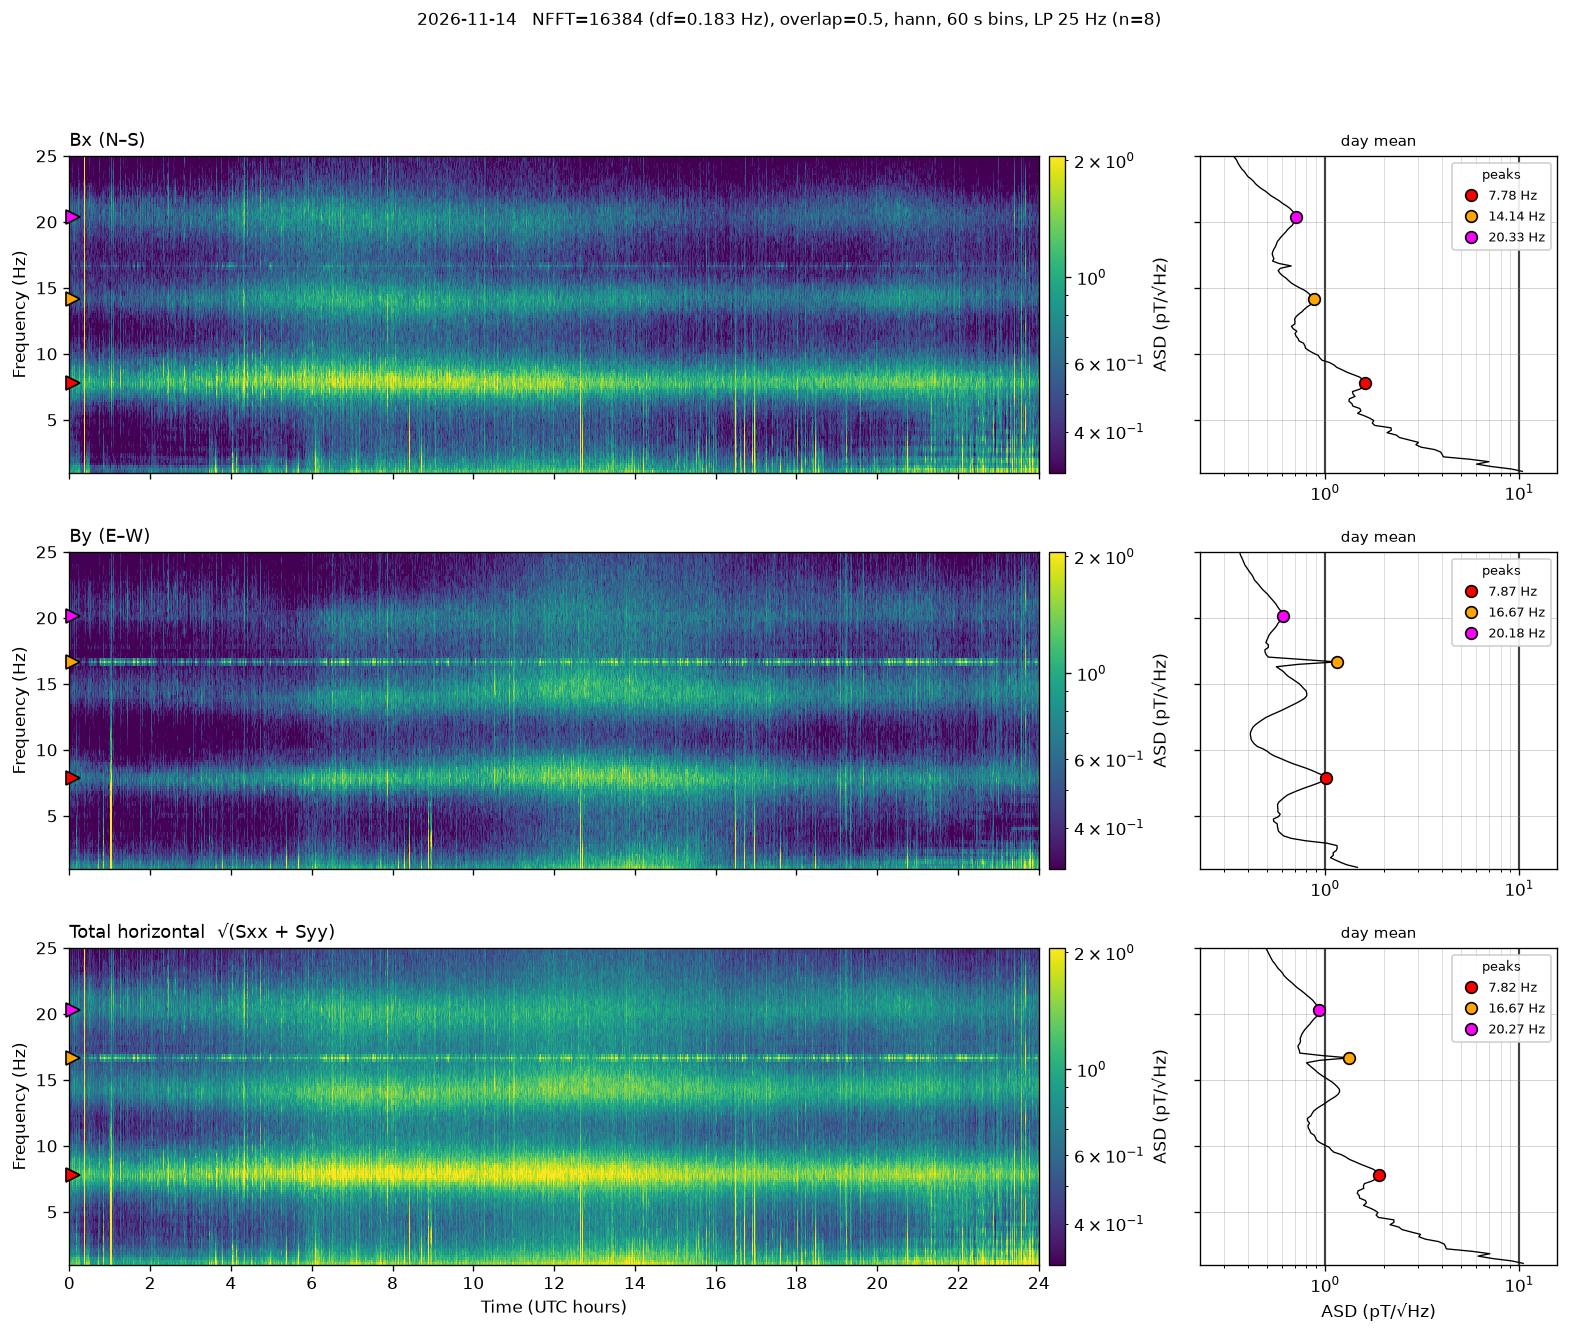 2026-11-14   NFFT=16384 (df=0.183 Hz), overlap=0.5, hann, 60 s bins, LP 25 Hz (n=8)
Bx (N–S)
day mean
Frequency (Hz)
25
20
15
10
5
2 × 10⁰
10⁰
6 × 10⁻¹
4 × 10⁻¹
ASD (pT/√Hz)
peaks
7.78 Hz
14.14 Hz
20.33 Hz
10⁰
10¹
By (E–W)
day mean
Frequency (Hz)
25
20
15
10
5
2 × 10⁰
10⁰
6 × 10⁻¹
4 × 10⁻¹
ASD (pT/√Hz)
peaks
7.87 Hz
16.67 Hz
20.18 Hz
10⁰
10¹
Total horizontal  √(Sxx + Syy)
day mean
Frequency (Hz)
25
20
15
10
5
2 × 10⁰
10⁰
6 × 10⁻¹
4 × 10⁻¹
ASD (pT/√Hz)
peaks
7.82 Hz
16.67 Hz
20.27 Hz
0 2 4 6 8 10 12 14 16 18 20 22 24
10⁰
10¹
Time (UTC hours)
ASD (pT/√Hz)